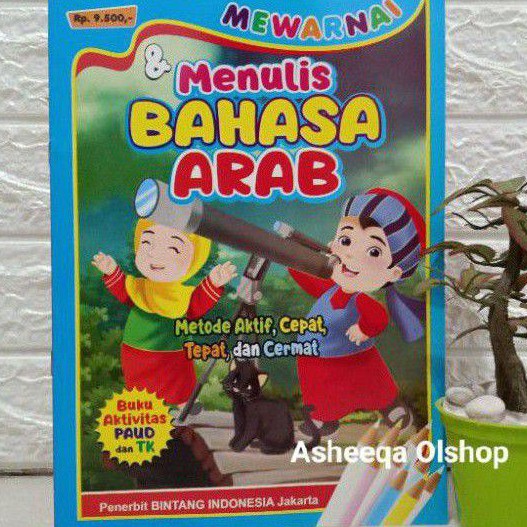 Rp. 9.500,-
MEWARNAI
& Menulis
BAHASA
ARAB
Metode Aktif, Cepat,
Tepat, dan Cermat
Buku
Aktivitas
PAUD
dan TK
Asheeqa Olshop
Penerbit BINTANG INDONESIA Jakarta